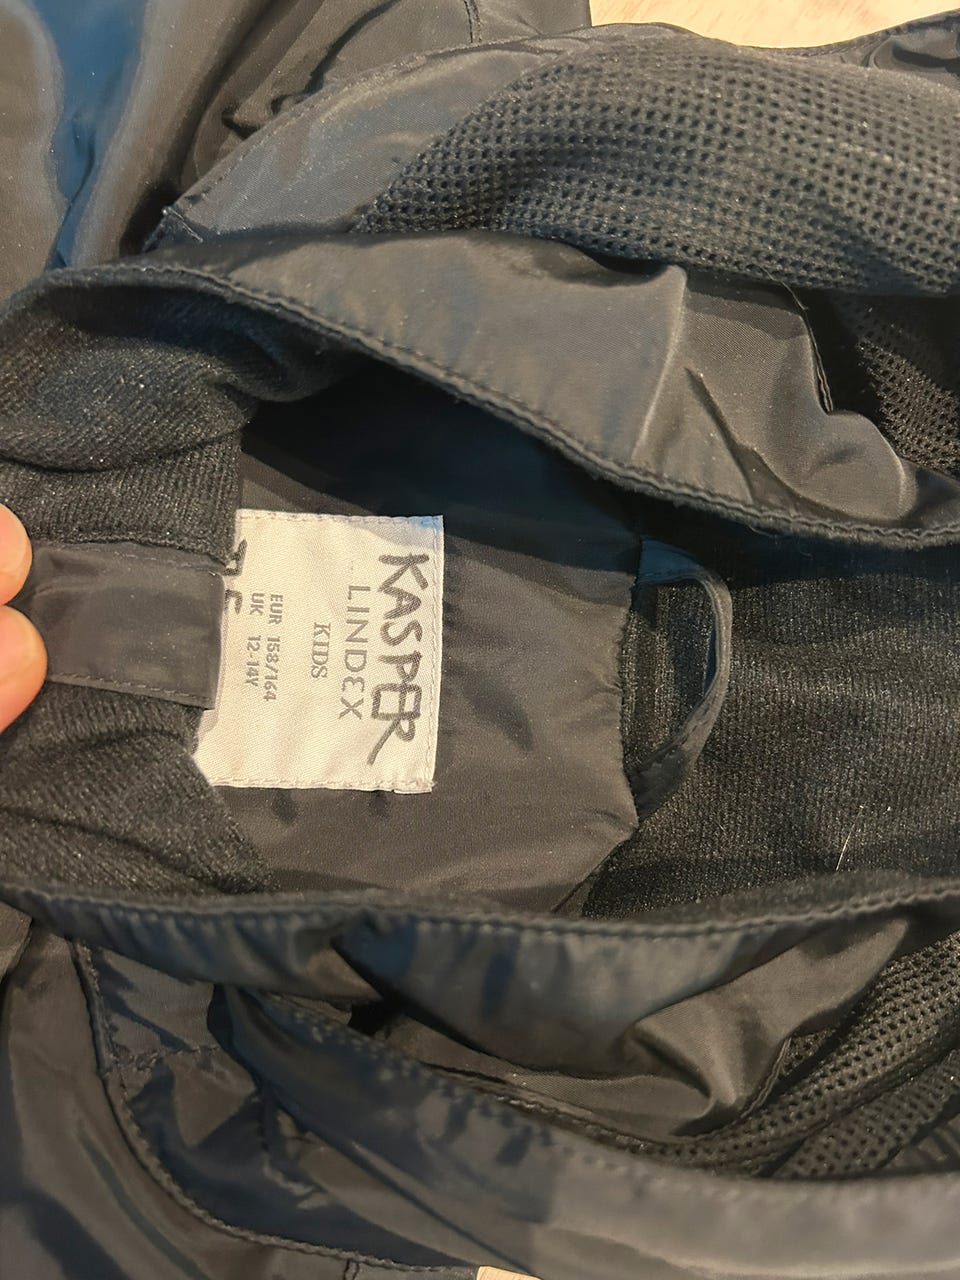 KASPER
LINDEX
KIDS
EUR 158/164
UK 12-14Y